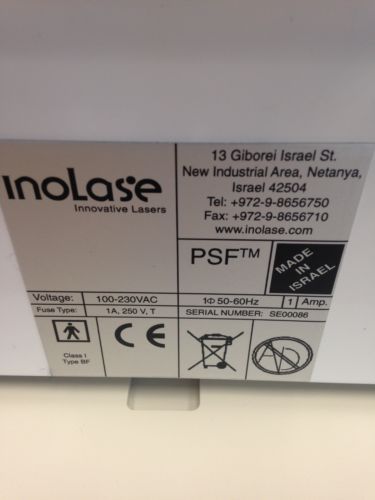 inoLase
Innovative Lasers
13 Giborei Israel St.
New Industrial Area, Netanya,
Israel 42504
Tel: +972-9-8656750
Fax: +972-9-8656710
www.inolase.com
PSF™
MADE
IN
ISRAEL
Voltage: 100-230VAC 1Φ 50-60Hz 1 Amp.
Fuse Type: 1A, 250 V, T SERIAL NUMBER: SE00086
CE
Class I
Type BF